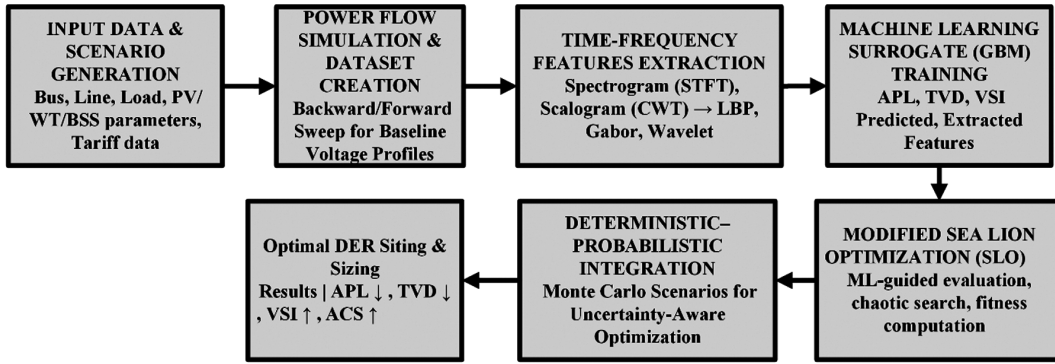 INPUT DATA &
SCENARIO
GENERATION
Bus, Line, Load, PV/
WT/BSS parameters,
Tariff data
POWER FLOW
SIMULATION &
DATASET
CREATION
Backward/Forward
Sweep for Baseline
Voltage Profiles
TIME-FREQUENCY
FEATURES EXTRACTION
Spectrogram (STFT),
Scalogram (CWT) → LBP,
Gabor, Wavelet
MACHINE LEARNING
SURROGATE (GBM)
TRAINING
APL, TVD, VSI
Predicted, Extracted
Features
MODIFIED SEA LION
OPTIMIZATION (SLO)
ML-guided evaluation,
chaotic search, fitness
computation
DETERMINISTIC–
PROBABILISTIC
INTEGRATION
Monte Carlo Scenarios for
Uncertainty-Aware
Optimization
Optimal DER Siting &
Sizing
Results | APL ↓ , TVD ↓
, VSI ↑ , ACS ↑